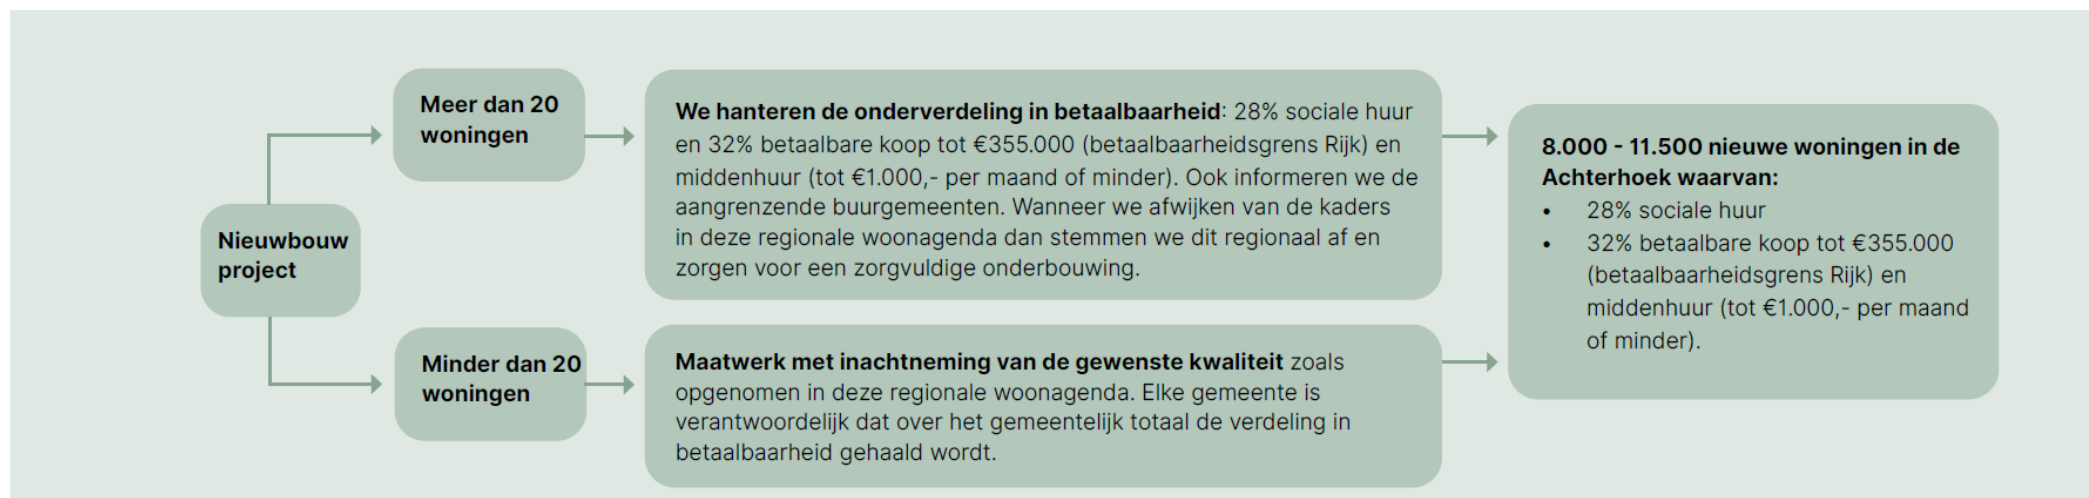 Nieuwbouw
project
Meer dan 20
woningen
We hanteren de onderverdeling in betaalbaarheid: 28% sociale huur
en 32% betaalbare koop tot €355.000 (betaalbaarheidsgrens Rijk) en
middenhuur (tot €1.000,- per maand of minder). Ook informeren we de
aangrenzende buurgemeenten. Wanneer we afwijken van de kaders
in deze regionale woonagenda dan stemmen we dit regionaal af en
zorgen voor een zorgvuldige onderbouwing.
Minder dan 20
woningen
Maatwerk met inachtneming van de gewenste kwaliteit zoals
opgenomen in deze regionale woonagenda. Elke gemeente is
verantwoordelijk dat over het gemeentelijk totaal de verdeling in
betaalbaarheid gehaald wordt.
8.000 - 11.500 nieuwe woningen in de
Achterhoek waarvan:
• 28% sociale huur
• 32% betaalbare koop tot €355.000
(betaalbaarheidsgrens Rijk) en
middenhuur (tot €1.000,- per maand
of minder).